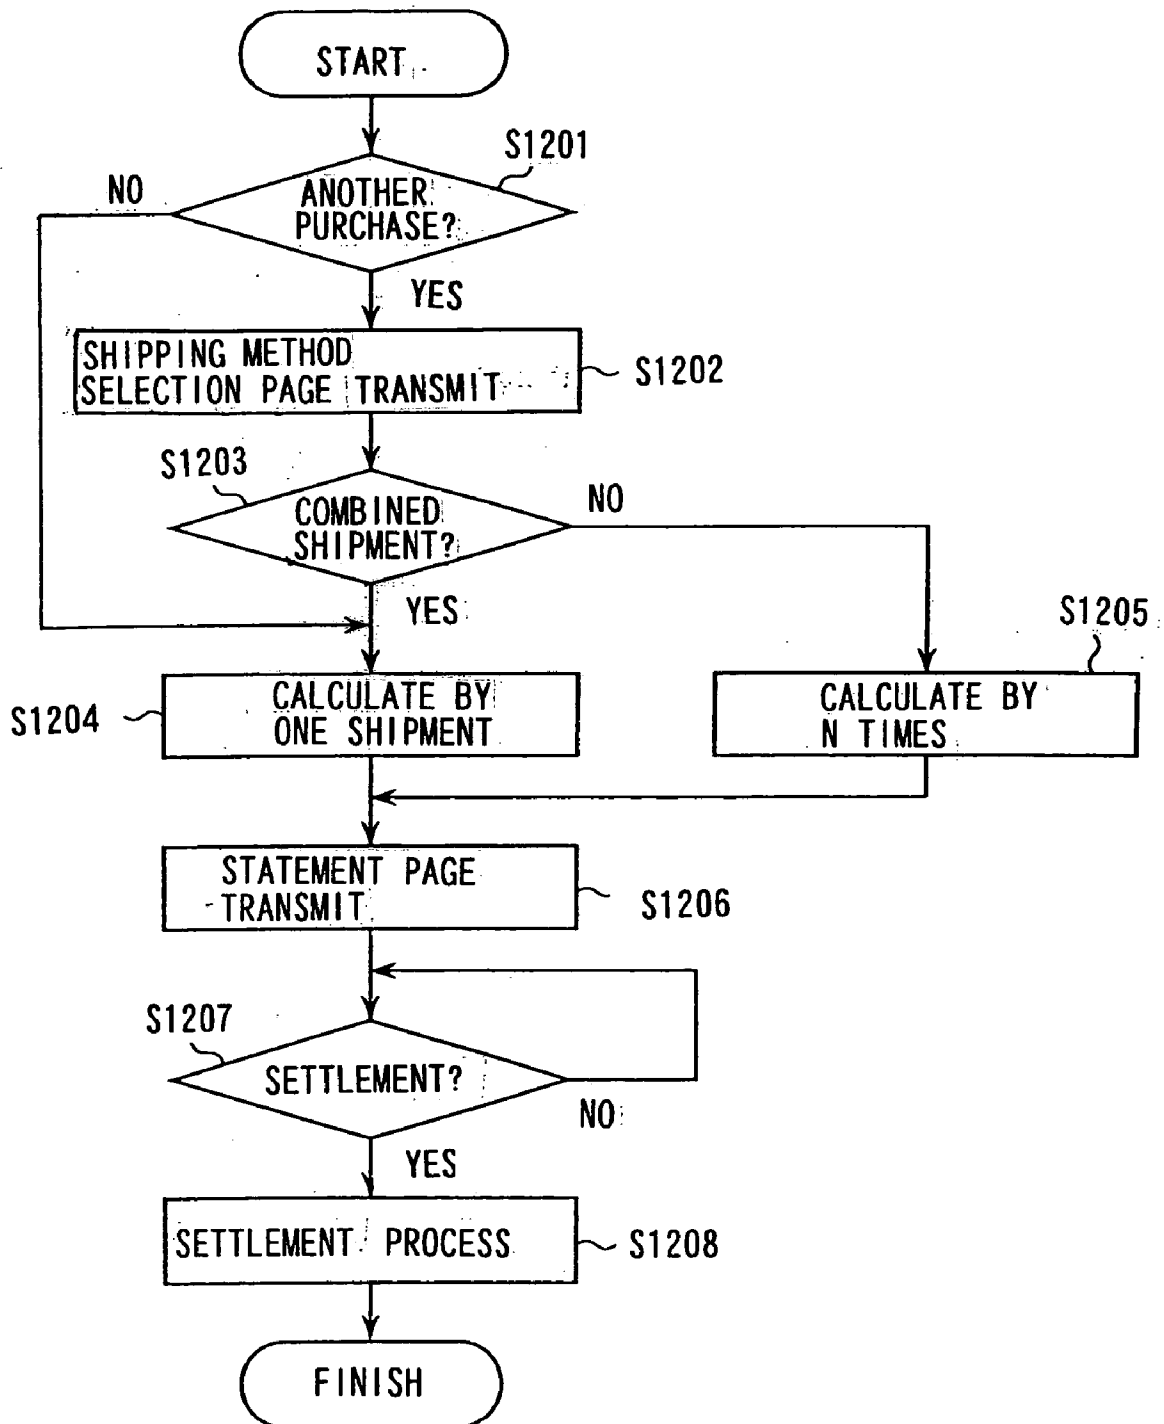 START
S1201
NO
ANOTHER
PURCHASE?
YES
SHIPPING METHOD
SELECTION PAGE TRANSMIT
S1202
S1203
COMBINED
SHIPMENT?
NO
YES
S1205
S1204
CALCULATE BY
ONE SHIPMENT
CALCULATE BY
N TIMES
STATEMENT PAGE
TRANSMIT
S1206
S1207
SETTLEMENT?
NO
YES
SETTLEMENT PROCESS
S1208
FINISH